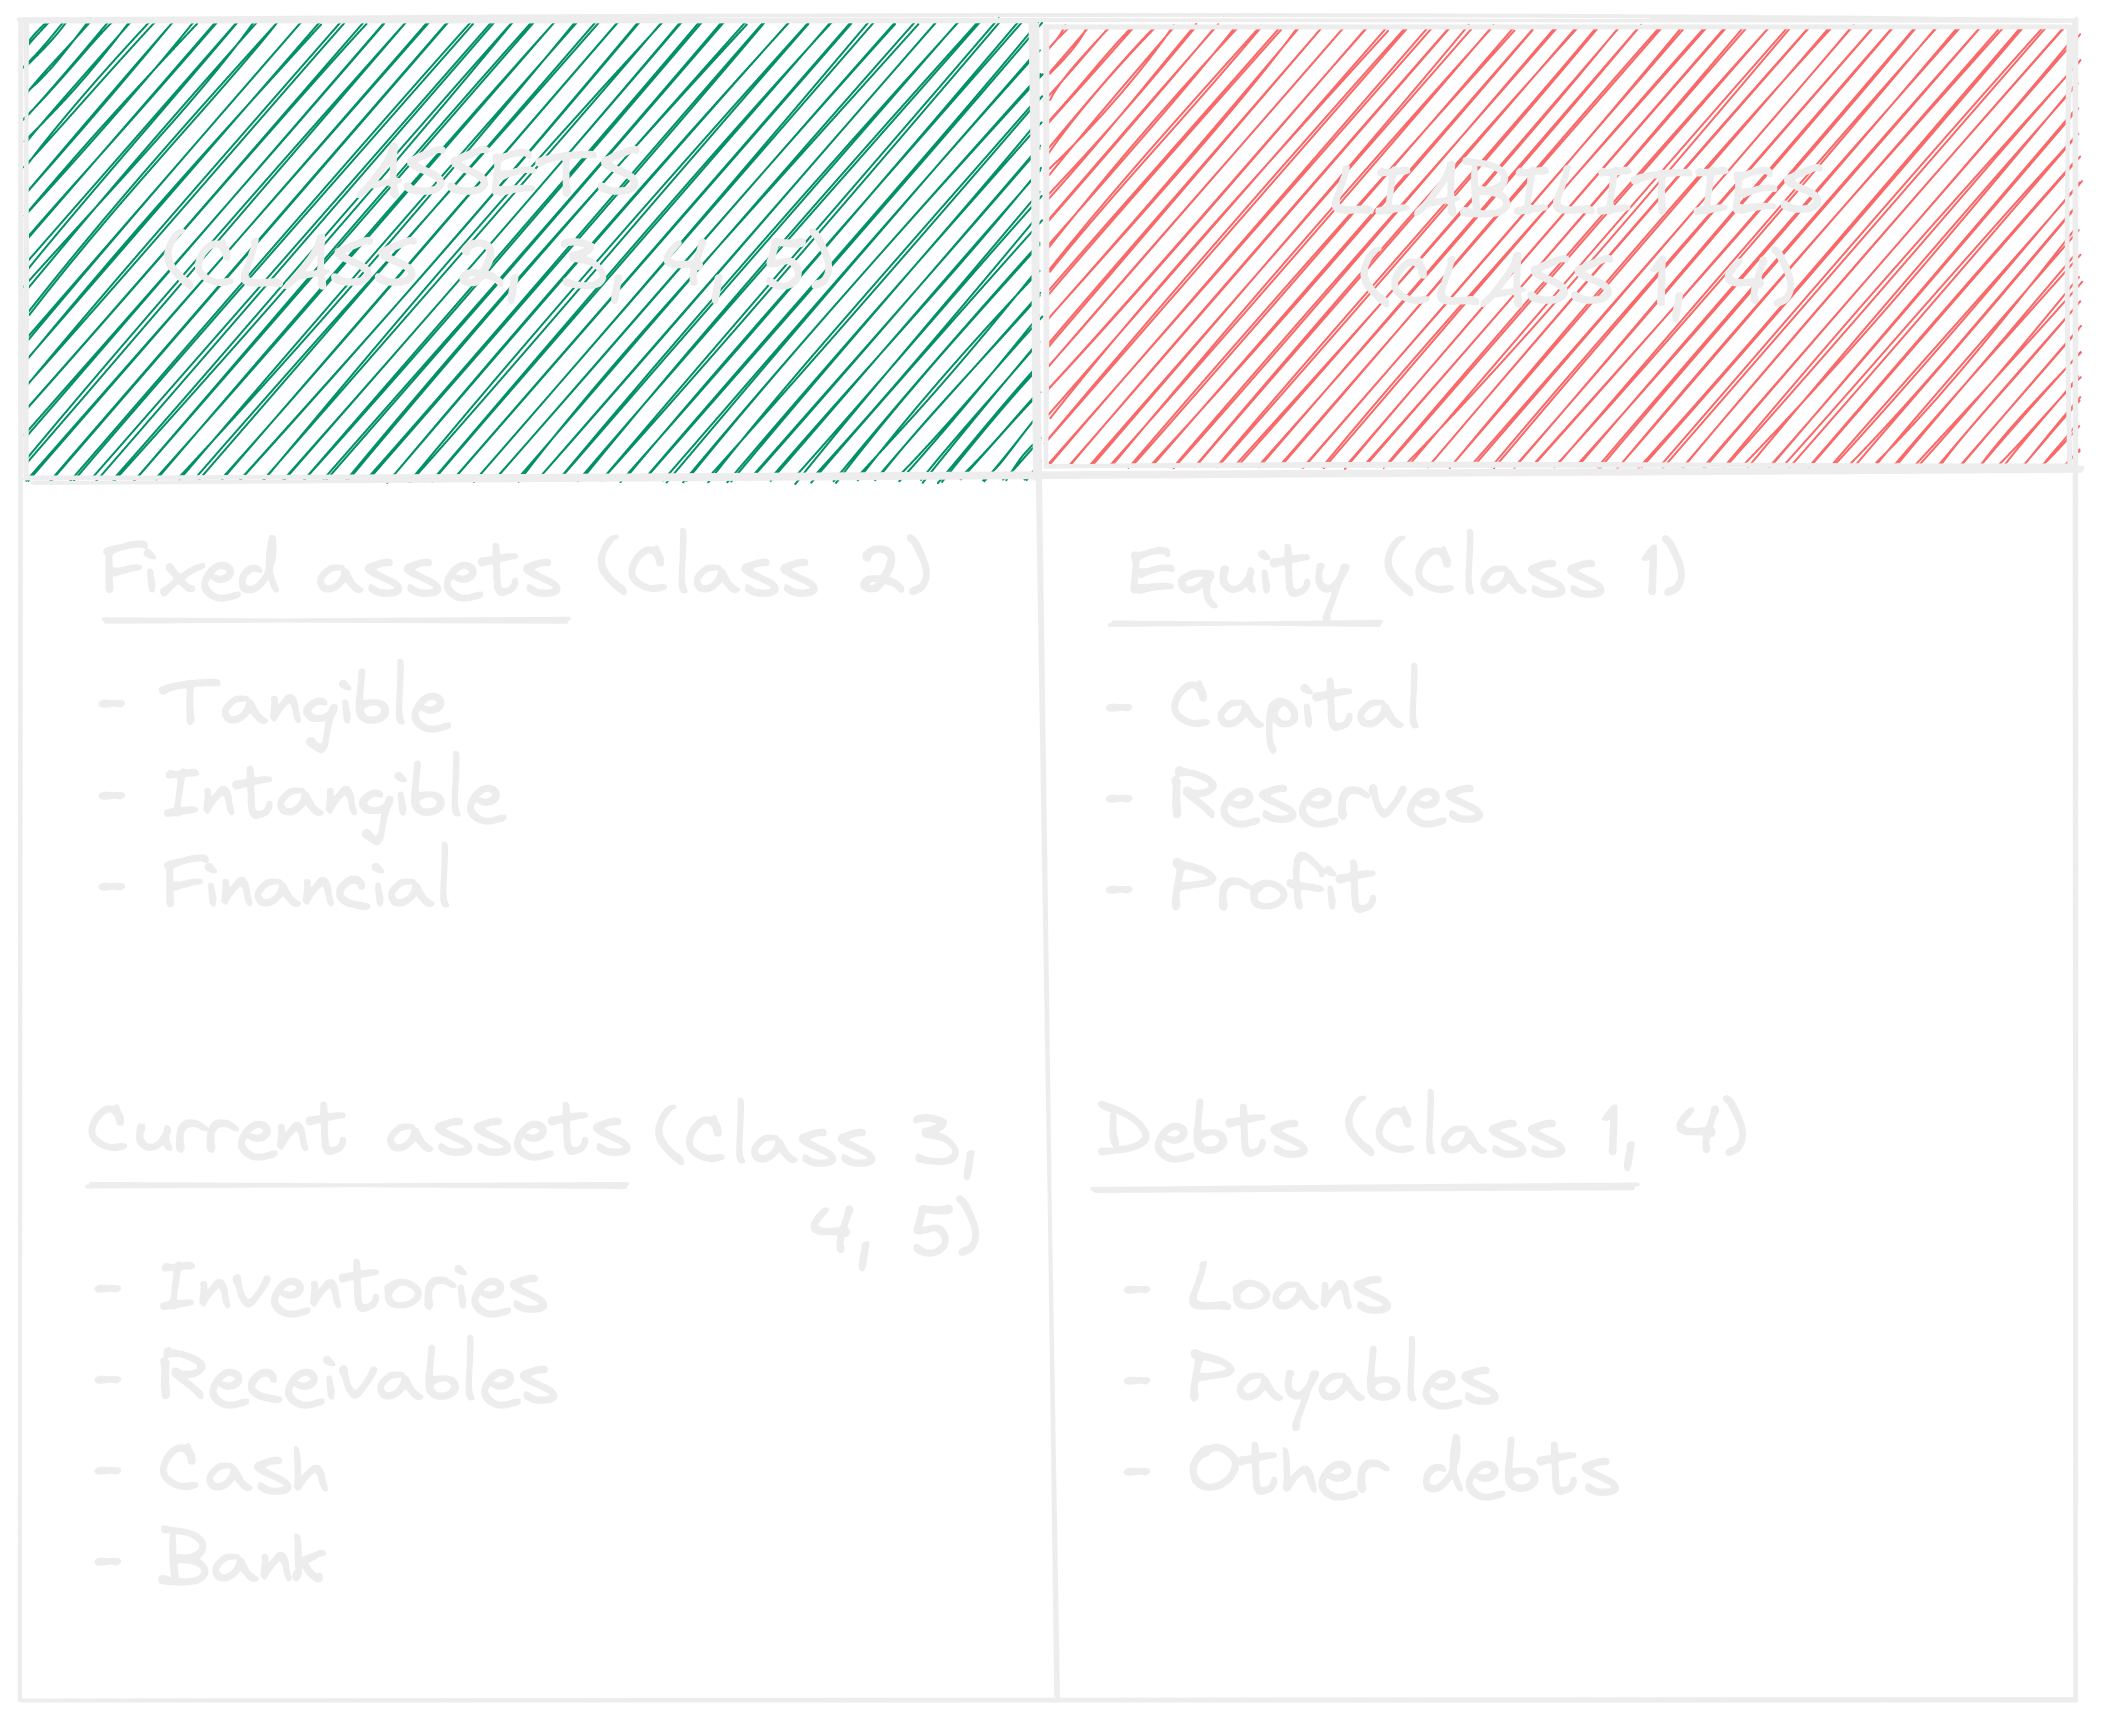 ASSETS
(CLASS 2, 3, 4, 5)
LIABILITIES
(CLASS 1, 4)
Fixed assets (Class 2)
- Tangible
- Intangible
- Financial
Current assets (Class 3,
4, 5)
- Inventories
- Receivables
- Cash
- Bank
Equity (Class 1)
- Capital
- Reserves
- Profit
Debts (Class 1, 4)
- Loans
- Payables
- Other debts